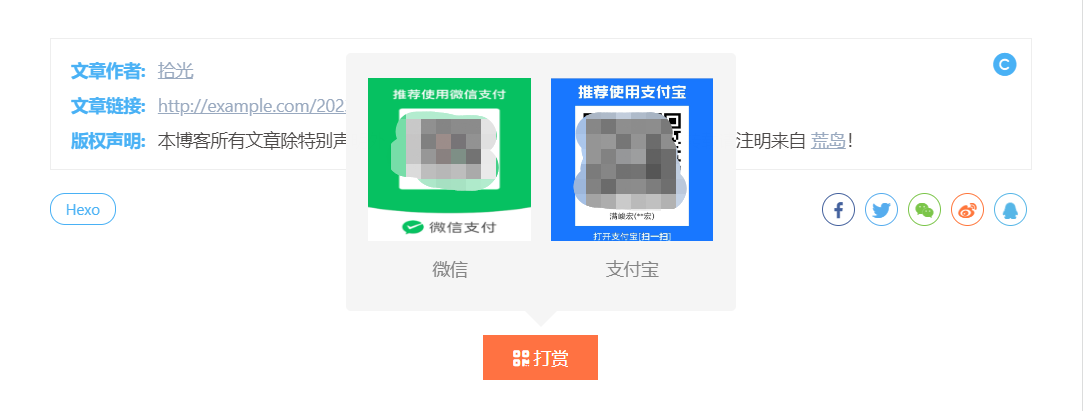 文章作者: 拾光
文章链接: http://example.com/202
版权声明: 本博客所有文章除特别声
注明来自 荒岛!
推荐使用微信支付
微信支付
推荐使用支付宝
满峻宏(**宏)
打开支付宝[扫一扫]
微信
支付宝
Hexo
打赏